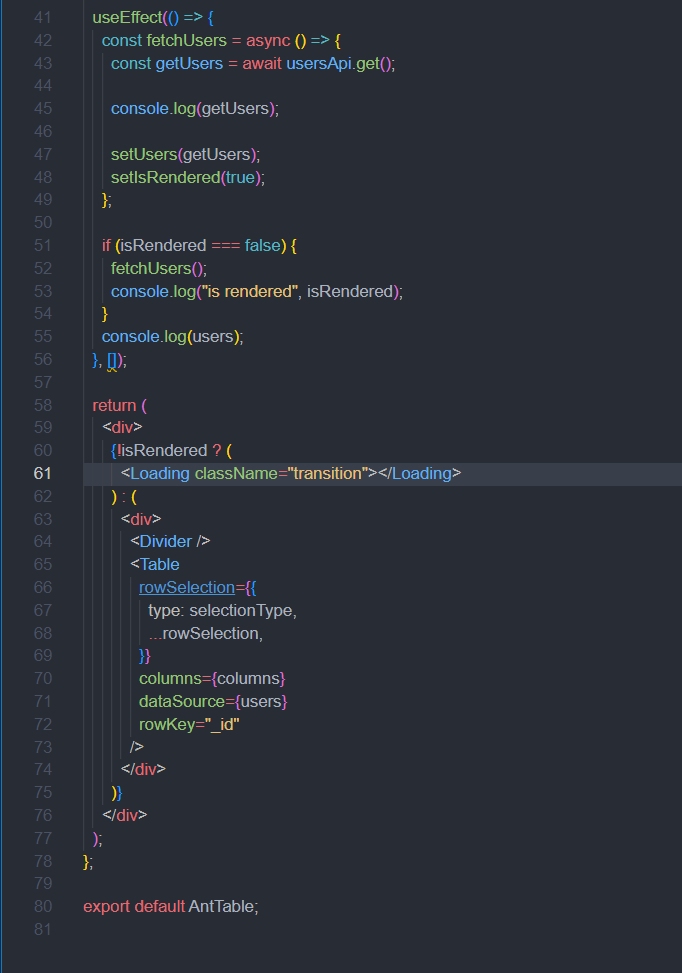 41 useEffect(() => {
42 const fetchUsers = async () => {
43 const getUsers = await usersApi.get();
44
45 console.log(getUsers);
46
47 setUsers(getUsers);
48 setIsRendered(true);
49 };
50
51 if (isRendered === false) {
52 fetchUsers();
53 console.log("is rendered", isRendered);
54 }
55 console.log(users);
56 }, []);
57
58 return (
59 <div>
60 {!isRendered ? (
61 <Loading className="transition"></Loading>
62 ) : (
63 <div>
64 <Divider />
65 <Table
66 rowSelection={{
67 type: selectionType,
68 ...rowSelection,
69 }}
70 columns={columns}
71 dataSource={users}
72 rowKey="_id"
73 />
74 </div>
75 )}
76 </div>
77 );
78 };
79
80 export default AntTable;
81